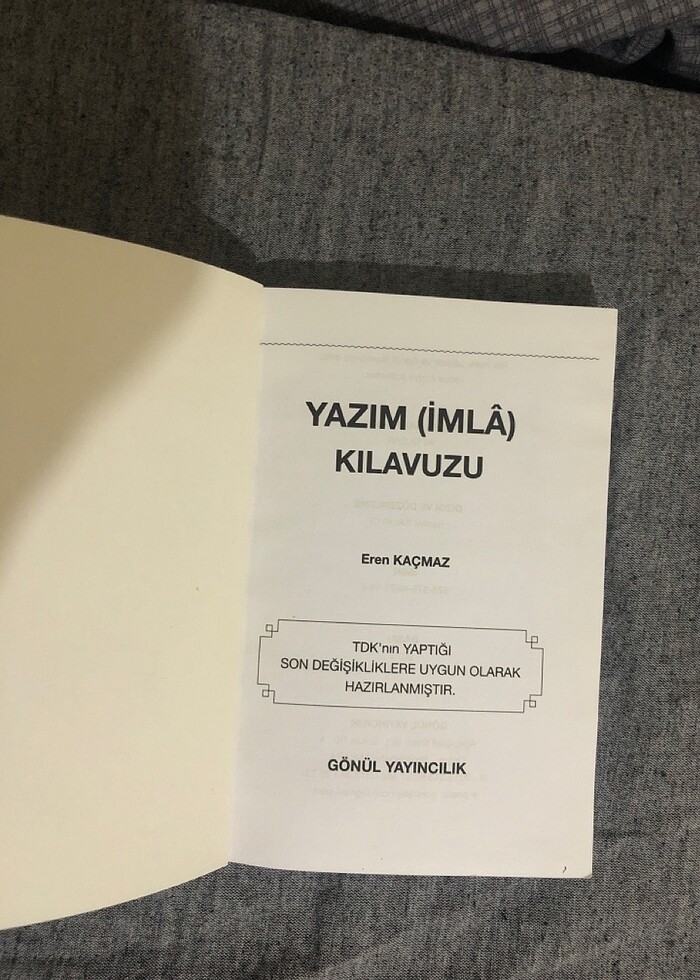 YAZIM (İMLÂ)
KILAVUZU
Eren KAÇMAZ
TDK'nın YAPTIĞI
SON DEĞİŞİKLİKLERE UYGUN OLARAK
HAZIRLANMIŞTIR.
GÖNÜL YAYINCILIK